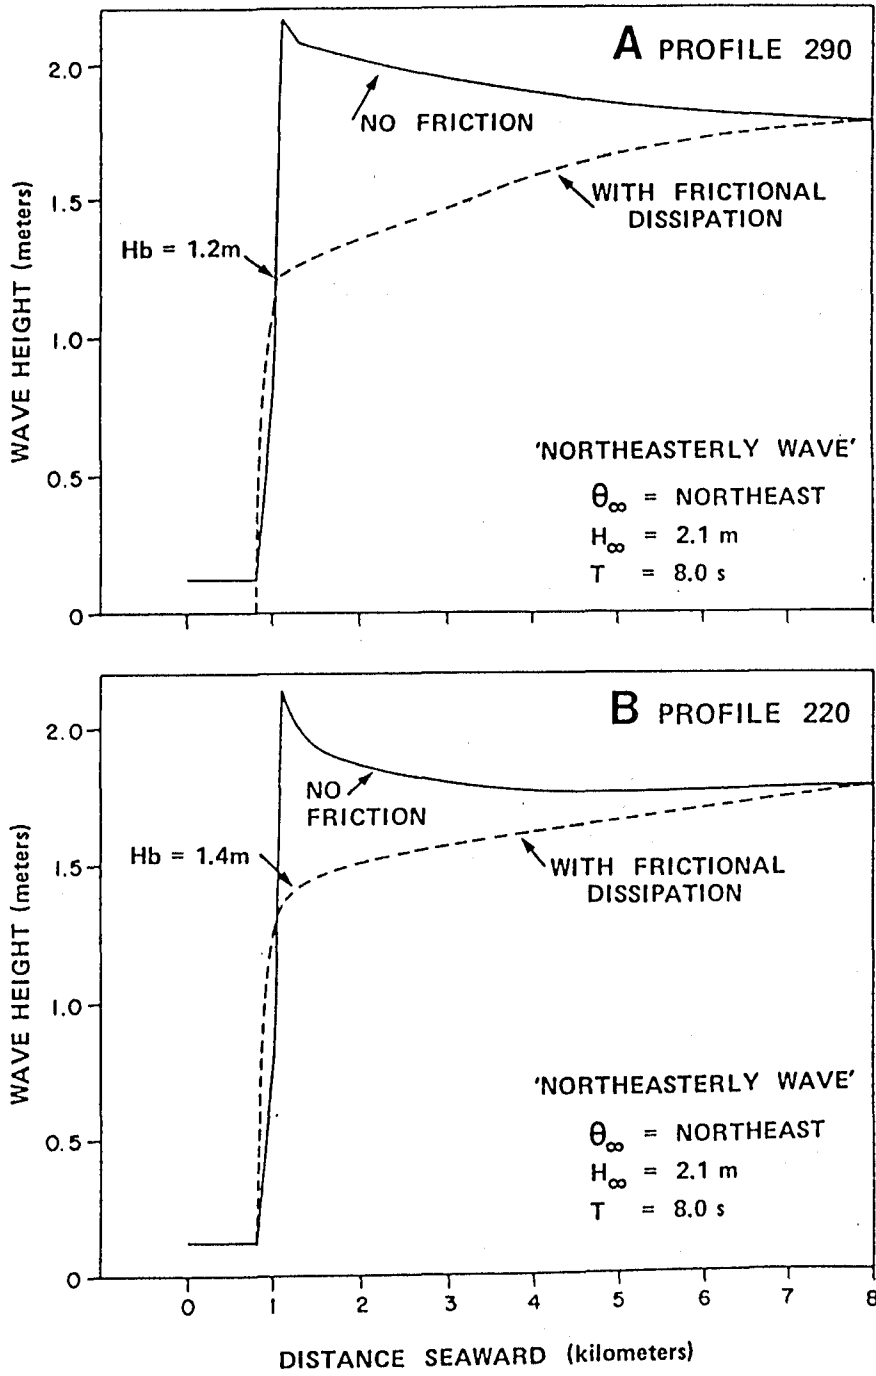 A PROFILE 290
2.0
NO FRICTION
WITH FRICTIONAL
DISSIPATION
1.5
Hb = 1.2m
WAVE HEIGHT (meters)
1.0
'NORTHEASTERLY WAVE'
0.5
θ∞ = NORTHEAST
H∞ = 2.1 m
T = 8.0 s
0
B PROFILE 220
2.0
NO
FRICTION
Hb = 1.4m
1.5
WITH FRICTIONAL
DISSIPATION
WAVE HEIGHT (meters)
1.0
'NORTHEASTERLY WAVE'
0.5
θ∞ = NORTHEAST
H∞ = 2.1 m
T = 8.0 s
0
0 1 2 3 4 5 6 7 8
DISTANCE SEAWARD (kilometers)